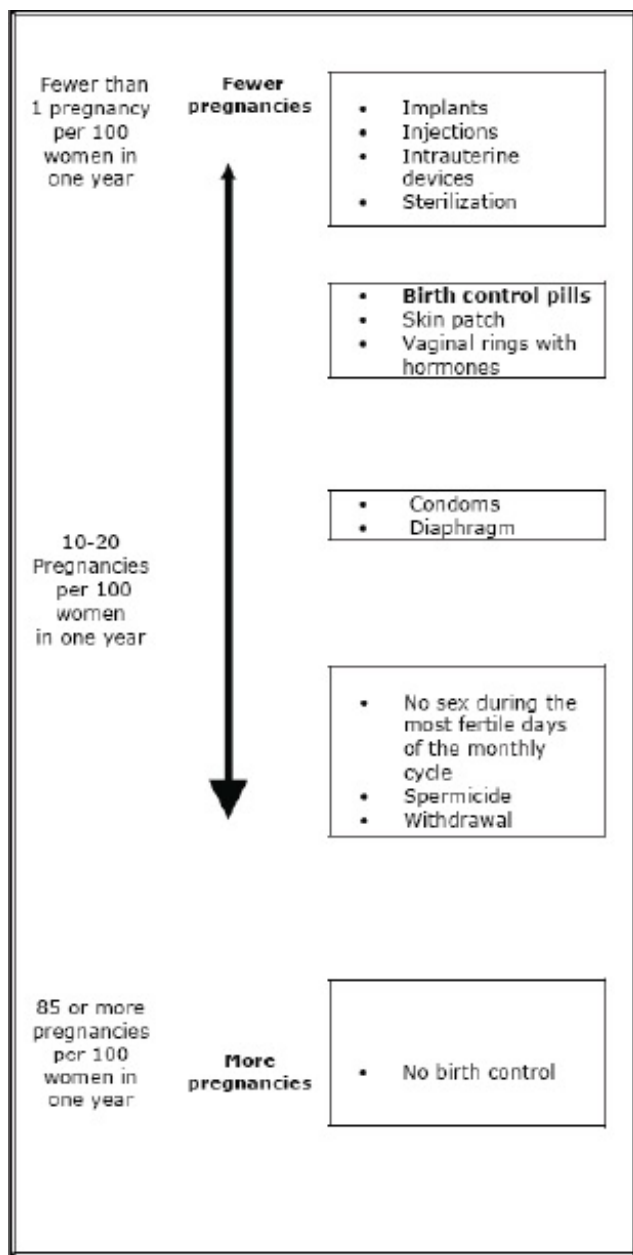 Fewer than
1 pregnancy
per 100
women in
one year
Fewer
pregnancies
• Implants
• Injections
• Intrauterine
devices
• Sterilization
• Birth control pills
• Skin patch
• Vaginal rings with
hormones
10-20
Pregnancies
per 100
women
in one year
• Condoms
• Diaphragm
• No sex during the
most fertile days
of the monthly
cycle
• Spermicide
• Withdrawal
85 or more
pregnancies
per 100
women in
one year
More
pregnancies
• No birth control